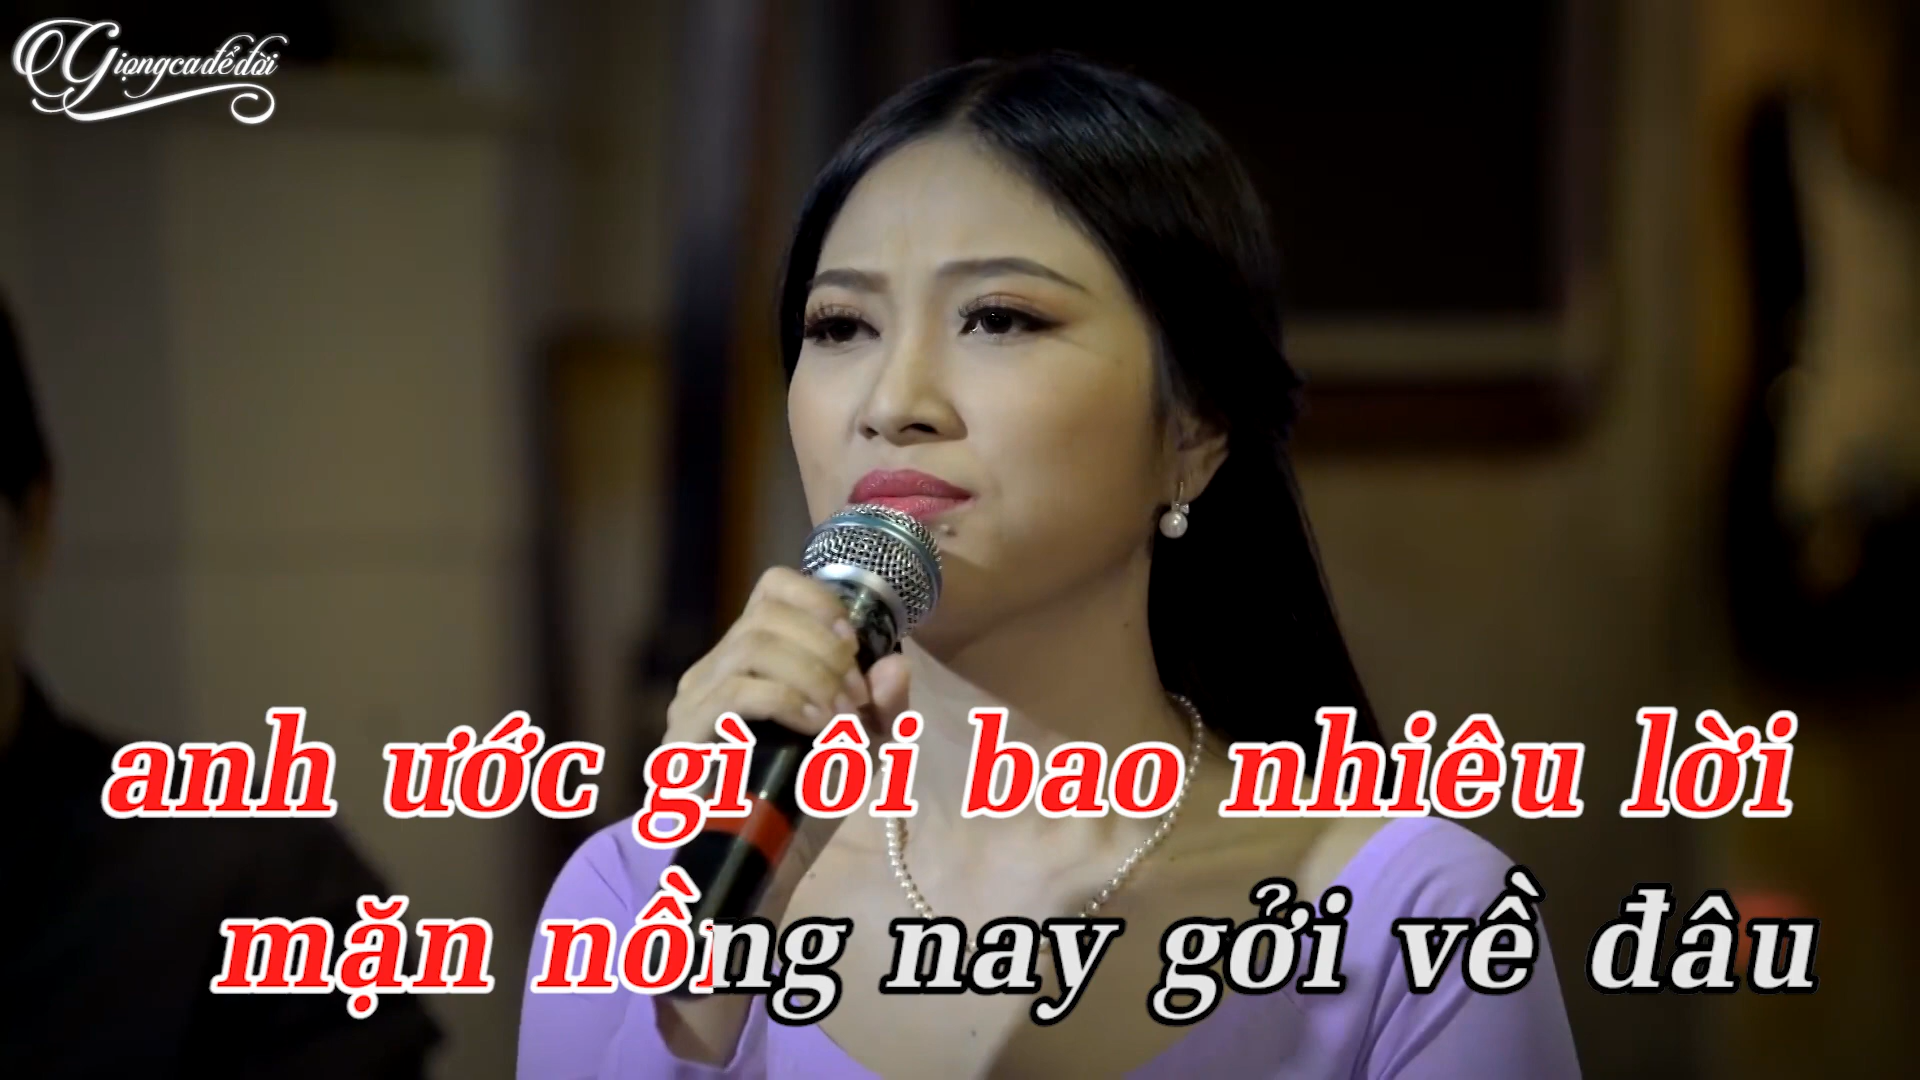 Giọngcađểđời
anh ước gì ôi bao nhiêu lời
mặn nồng nay gởi về đâu